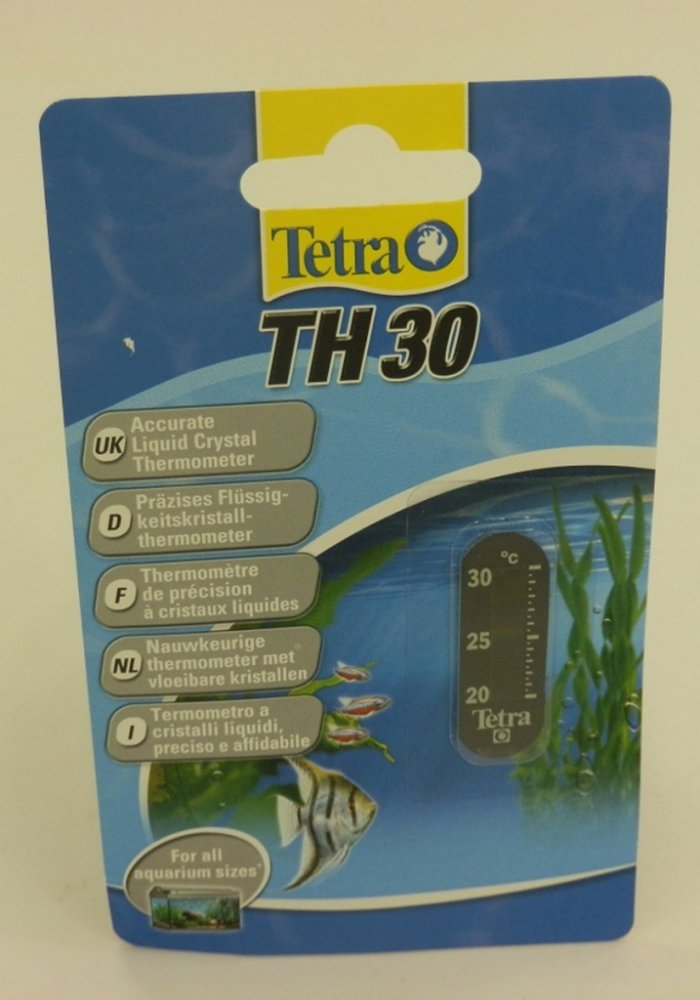 Tetra
TH 30
UK
Accurate
Liquid Crystal
Thermometer
D
Präzises Flüssig-
keitskristall-
thermometer
F
Thermomètre
de précision
à cristaux liquides
NL
Nauwkeurige
thermometer met
vloeibare kristallen
I
Termometro a
cristalli liquidi,
preciso e affidabile
°C
30
25
20
Tetra
For all
aquarium sizes*